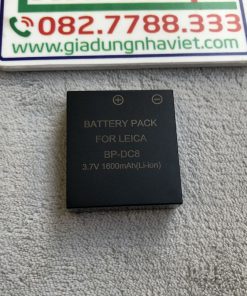 082.7788.333
www.giadungnhaviet.com
⊕ ⊖
BATTERY PACK
FOR LEICA
BP-DC8
3.7V 1600mAh(Li-ion)